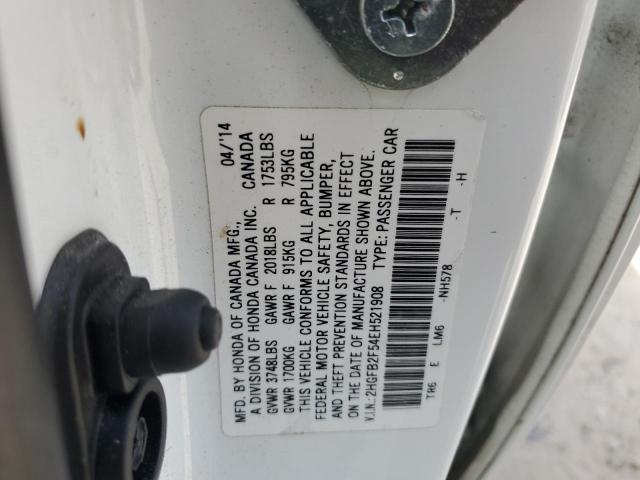 MFD. BY HONDA OF CANADA MFG., 04/14
A DIVISION OF HONDA CANADA INC. CANADA
GVWR 3748LBS GAWR F 2018LBS R 1753LBS
GVWR 1700KG GAWR F 915KG R 795KG
THIS VEHICLE CONFORMS TO ALL APPLICABLE
FEDERAL MOTOR VEHICLE SAFETY, BUMPER,
AND THEFT PREVENTION STANDARDS IN EFFECT
ON THE DATE OF MANUFACTURE SHOWN ABOVE.
V.I.N.: 2HGFB2F54EH521908 TYPE: PASSENGER CAR
TR6 E LM6 -NH578 -T -H